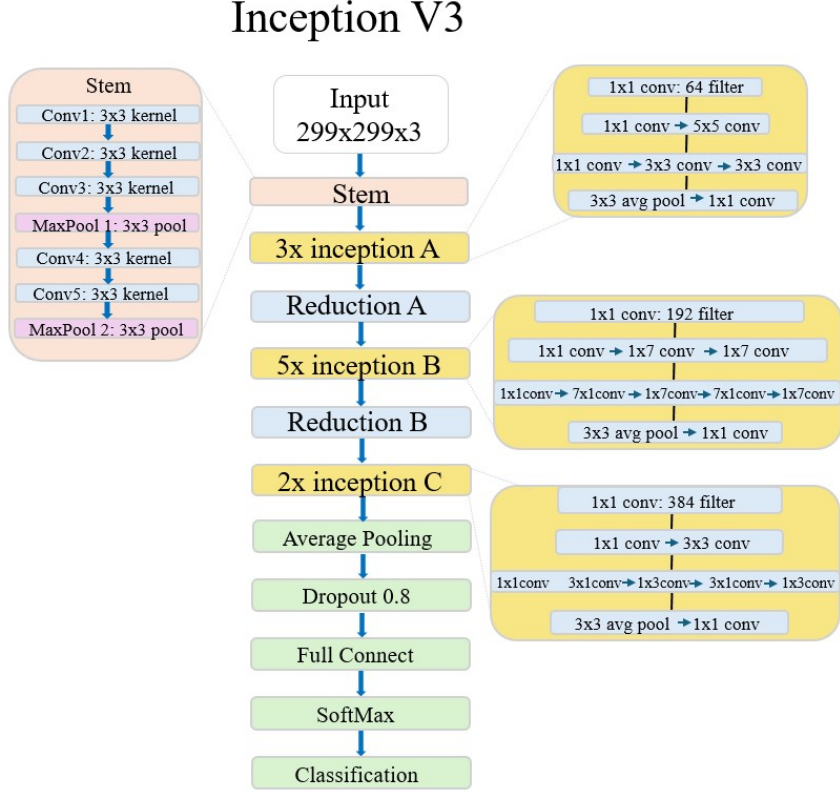 Inception V3
Stem
Conv1: 3x3 kernel
Conv2: 3x3 kernel
Conv3: 3x3 kernel
MaxPool 1: 3x3 pool
Conv4: 3x3 kernel
Conv5: 3x3 kernel
MaxPool 2: 3x3 pool
Input
299x299x3
Stem
3x inception A
Reduction A
5x inception B
Reduction B
2x inception C
Average Pooling
Dropout 0.8
Full Connect
SoftMax
Classification
1x1 conv: 64 filter
1x1 conv 5x5 conv
1x1 conv 3x3 conv 3x3 conv
3x3 avg pool 1x1 conv
1x1 conv: 192 filter
1x1 conv 1x7 conv 1x7 conv
1x1conv 7x1conv 1x7conv 7x1conv 1x7conv
3x3 avg pool 1x1 conv
1x1 conv: 384 filter
1x1 conv 3x3 conv
1x1conv 3x1conv 1x3conv 3x1conv 1x3conv
3x3 avg pool 1x1 conv